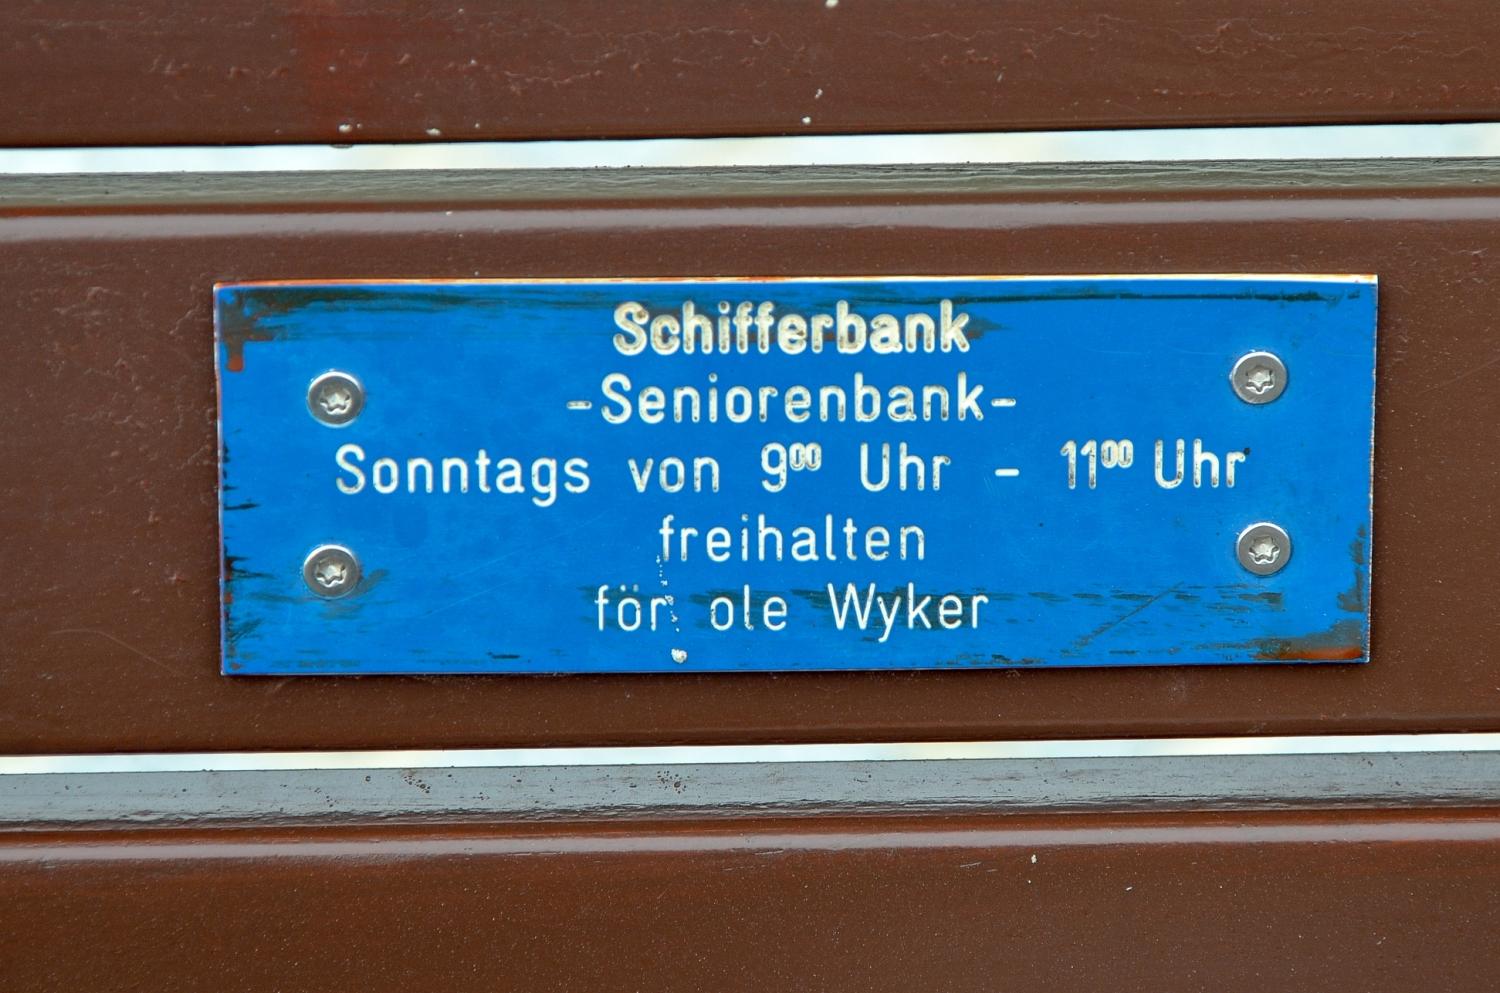 Schifferbank
-Seniorenbank-
Sonntags von 9⁰⁰ Uhr - 11⁰⁰ Uhr
freihalten
för ole Wyker